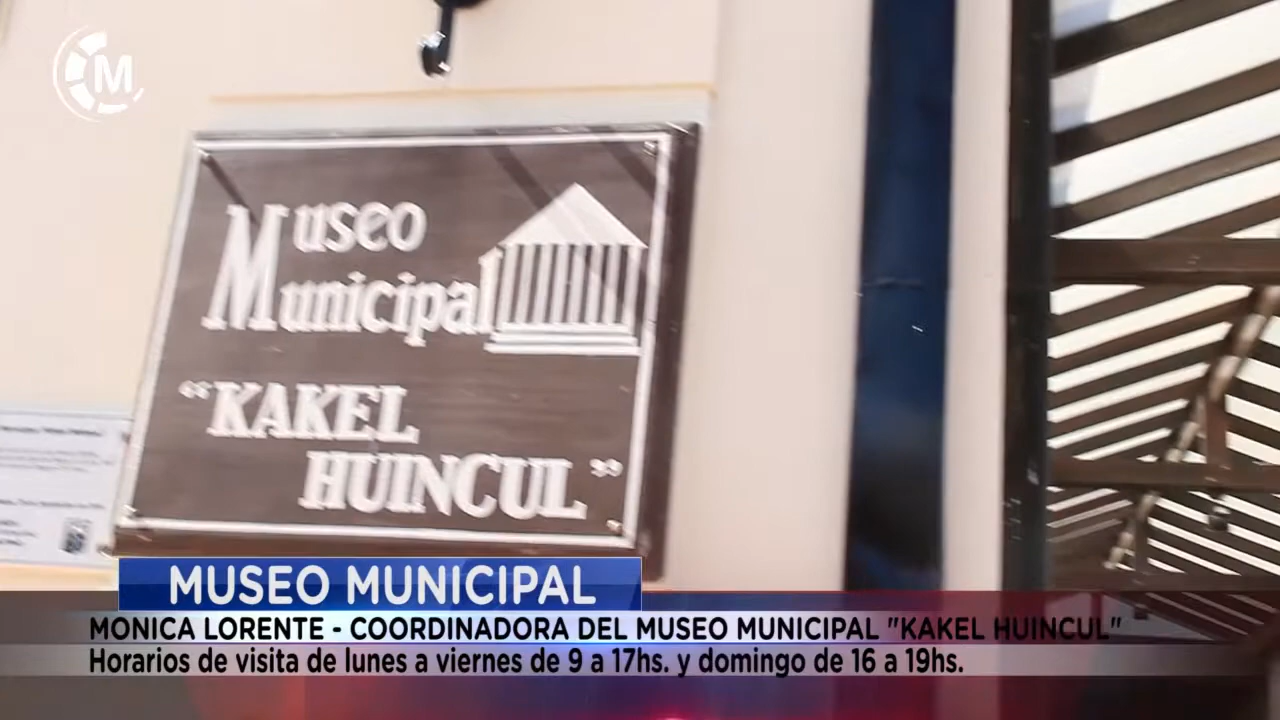 M
Museo
Municipal
"KAKEL
HUINCUL"
MUSEO MUNICIPAL
MONICA LORENTE - COORDINADORA DEL MUSEO MUNICIPAL "KAKEL HUINCUL"
Horarios de visita de lunes a viernes de 9 a 17hs. y domingo de 16 a 19hs.